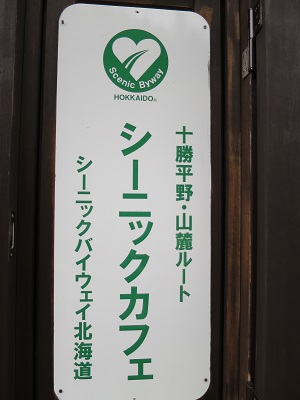 Scenic Byway
HOKKAIDO
十勝平野・山麓ルート
シーニックカフェ
シーニックバイウェイ北海道